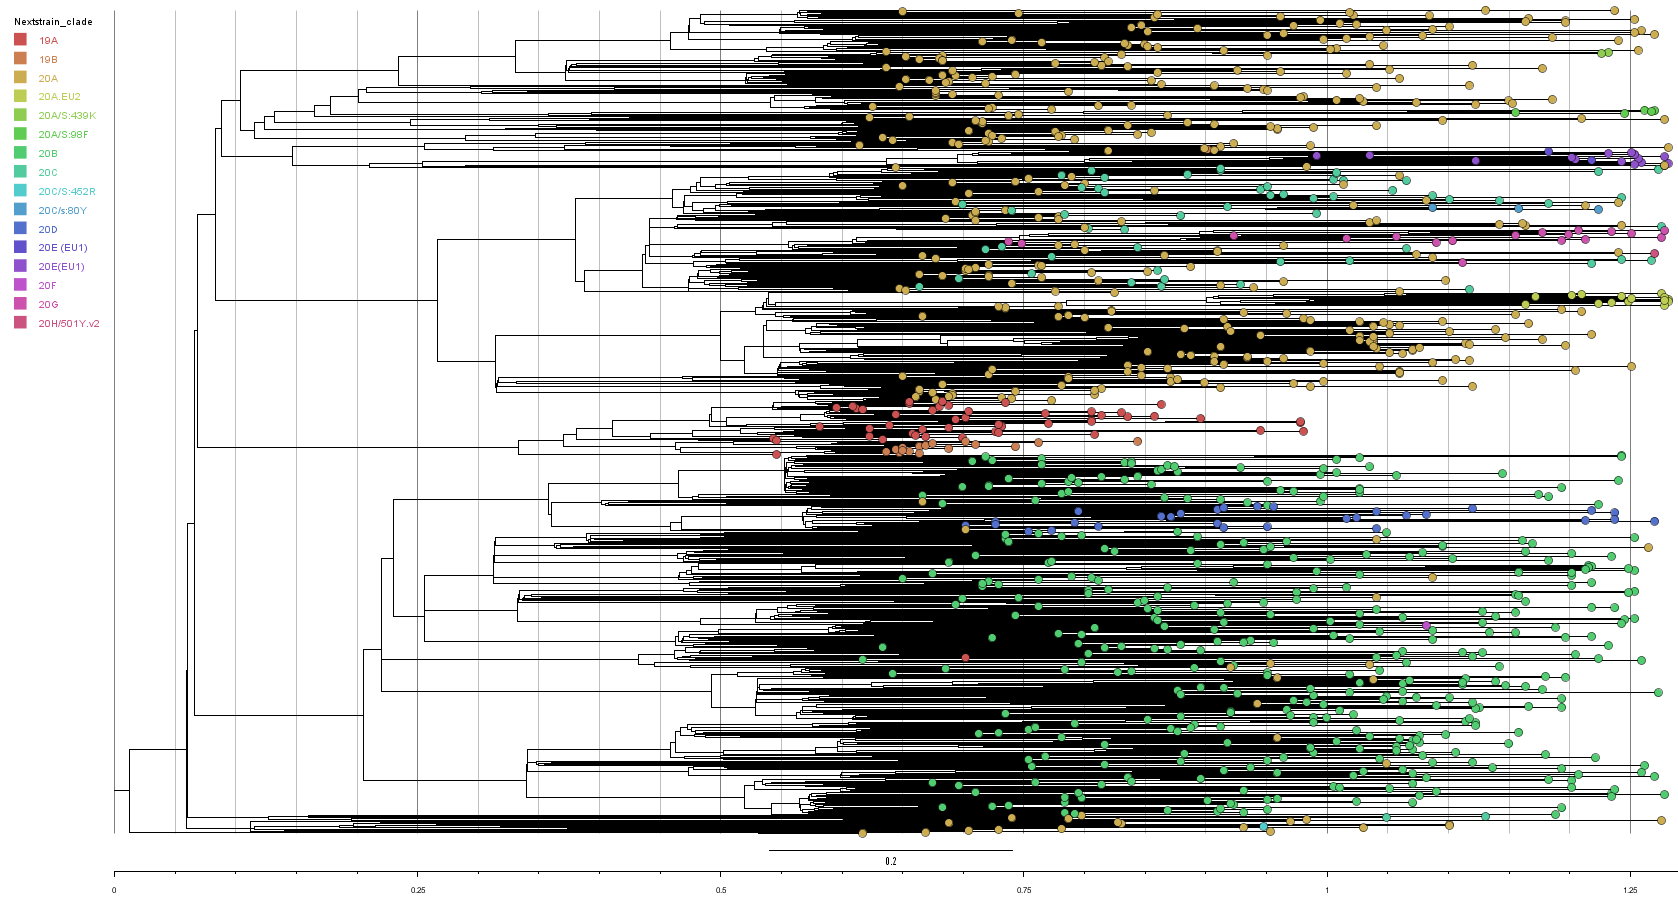 Nextstrain_clade
19A
19B
20A
20A.EU2
20A/S:439K
20A/S:98F
20B
20C
20C/S:452R
20C/s:80Y
20D
20E (EU1)
20E(EU1)
20F
20G
20H/501Y.v2
0.2
0 0.25 0.5 0.75 1 1.25